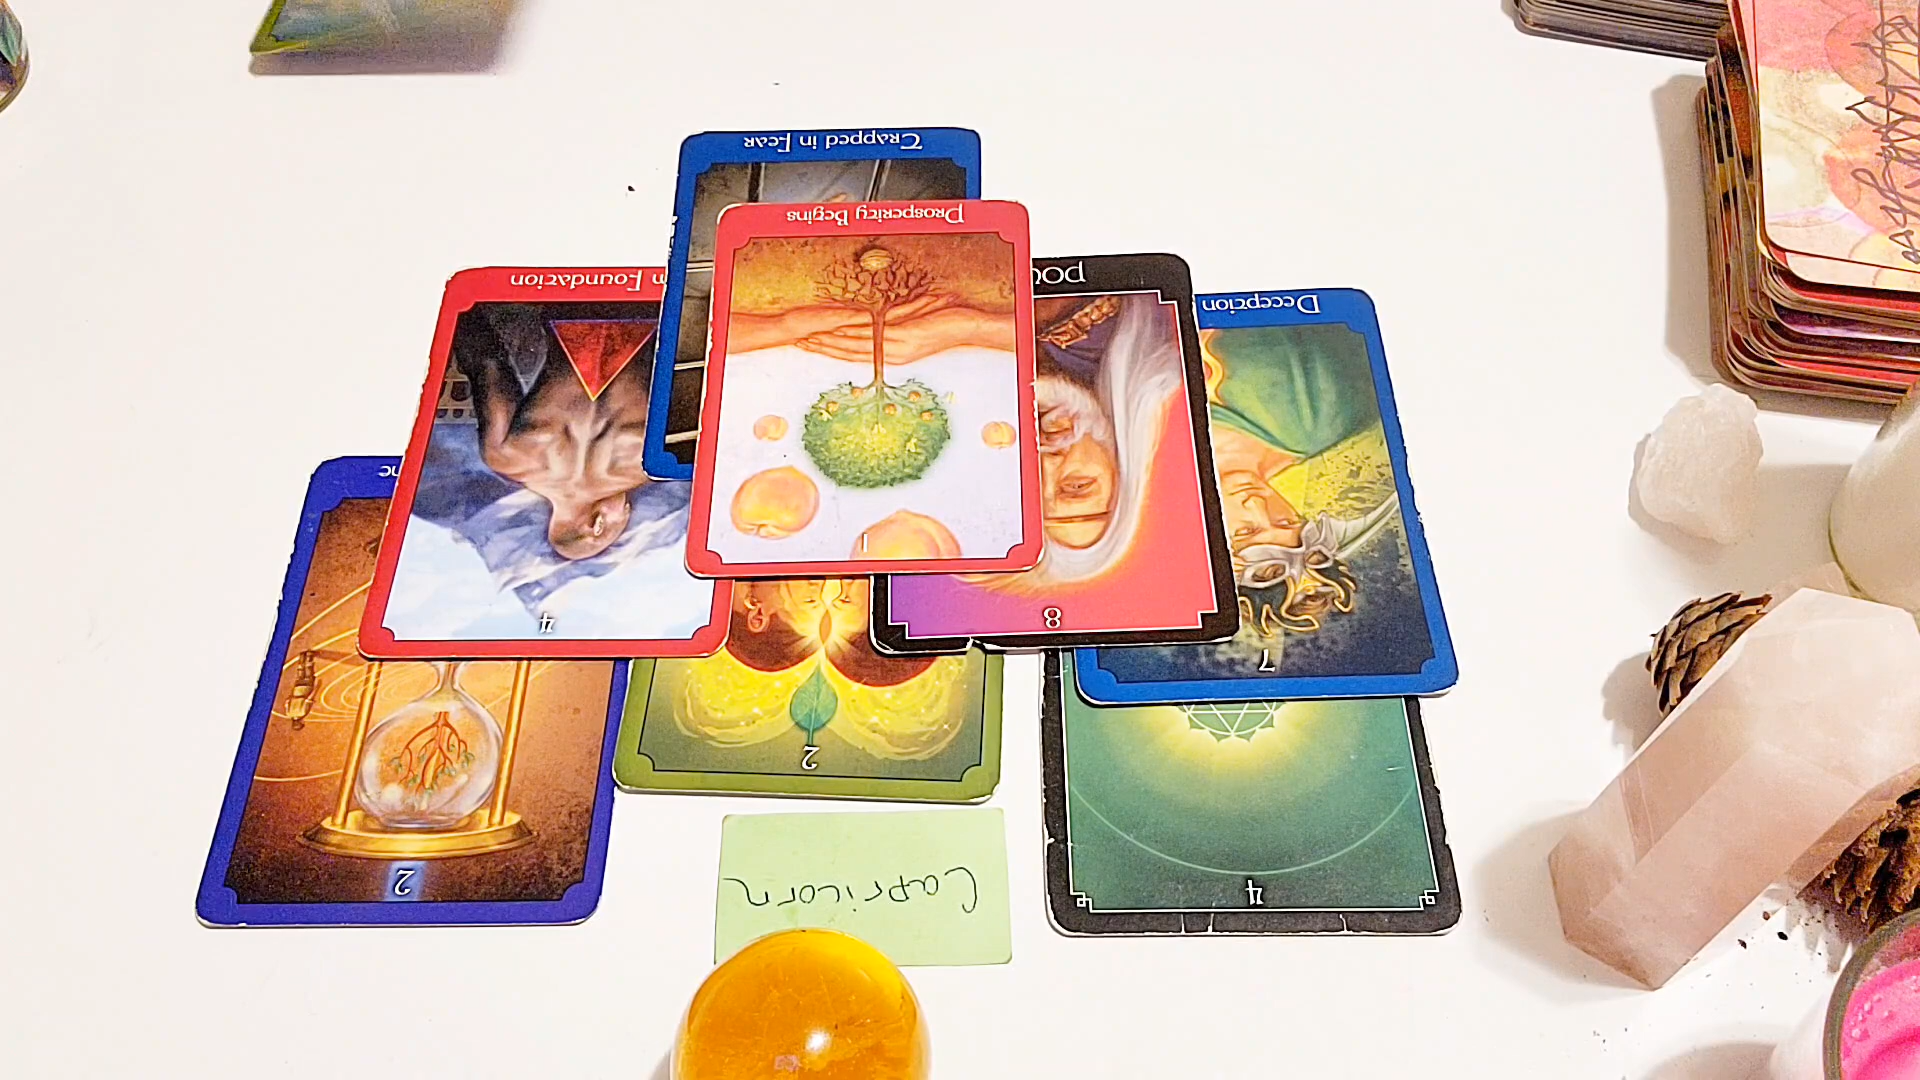 Trapped in Fear
Prosperity Begins
Foundation
Deception
1
4
8
7
2
2
4
Capricorn